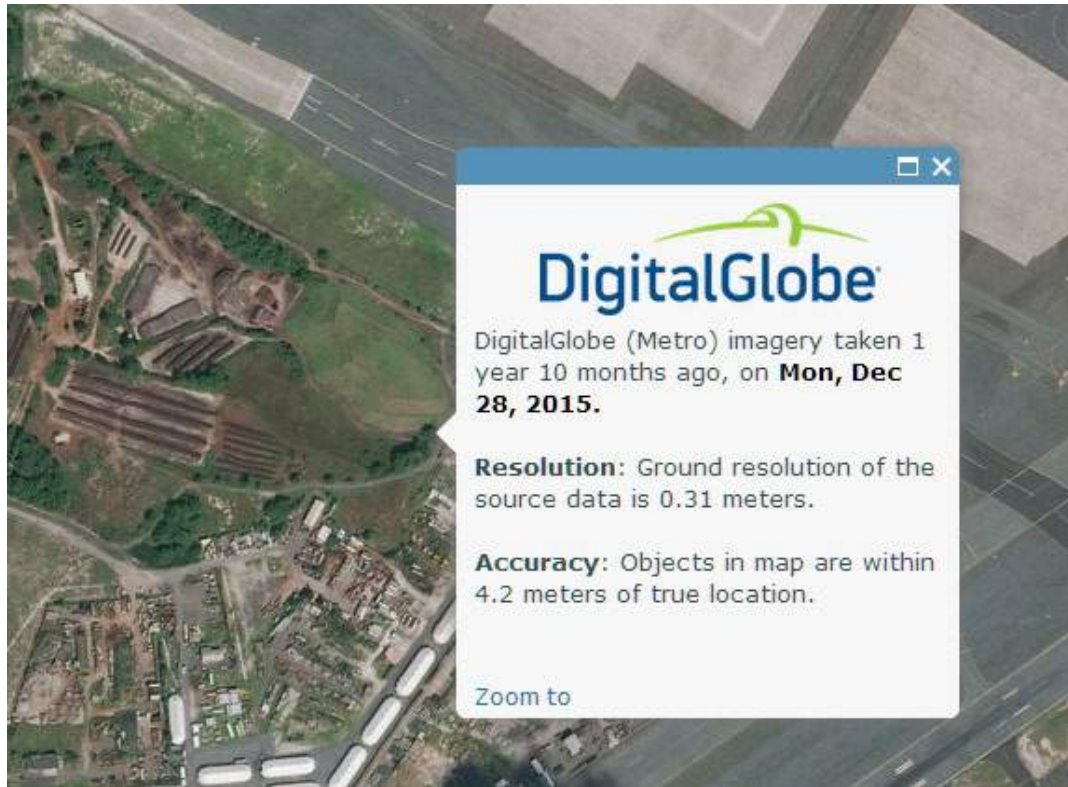 DigitalGlobe
DigitalGlobe (Metro) imagery taken 1
year 10 months ago, on Mon, Dec
28, 2015.
Resolution: Ground resolution of the
source data is 0.31 meters.
Accuracy: Objects in map are within
4.2 meters of true location.
Zoom to